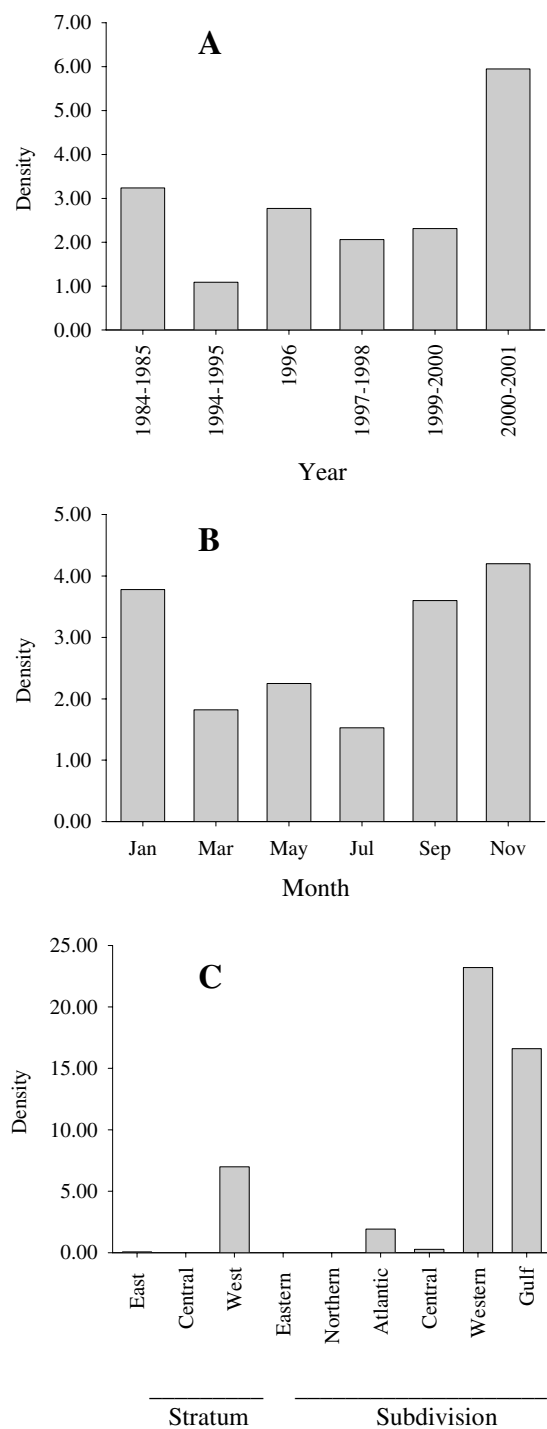 A
7.00
6.00
5.00
4.00
3.00
2.00
1.00
0.00
Density
1984-1985
1994-1995
1996
1997-1998
1999-2000
2000-2001
Year
B
5.00
4.00
3.00
2.00
1.00
0.00
Density
Jan Mar May Jul Sep Nov
Month
C
25.00
20.00
15.00
10.00
5.00
0.00
Density
East
Central
West
Eastern
Northern
Atlantic
Central
Western
Gulf
Stratum Subdivision